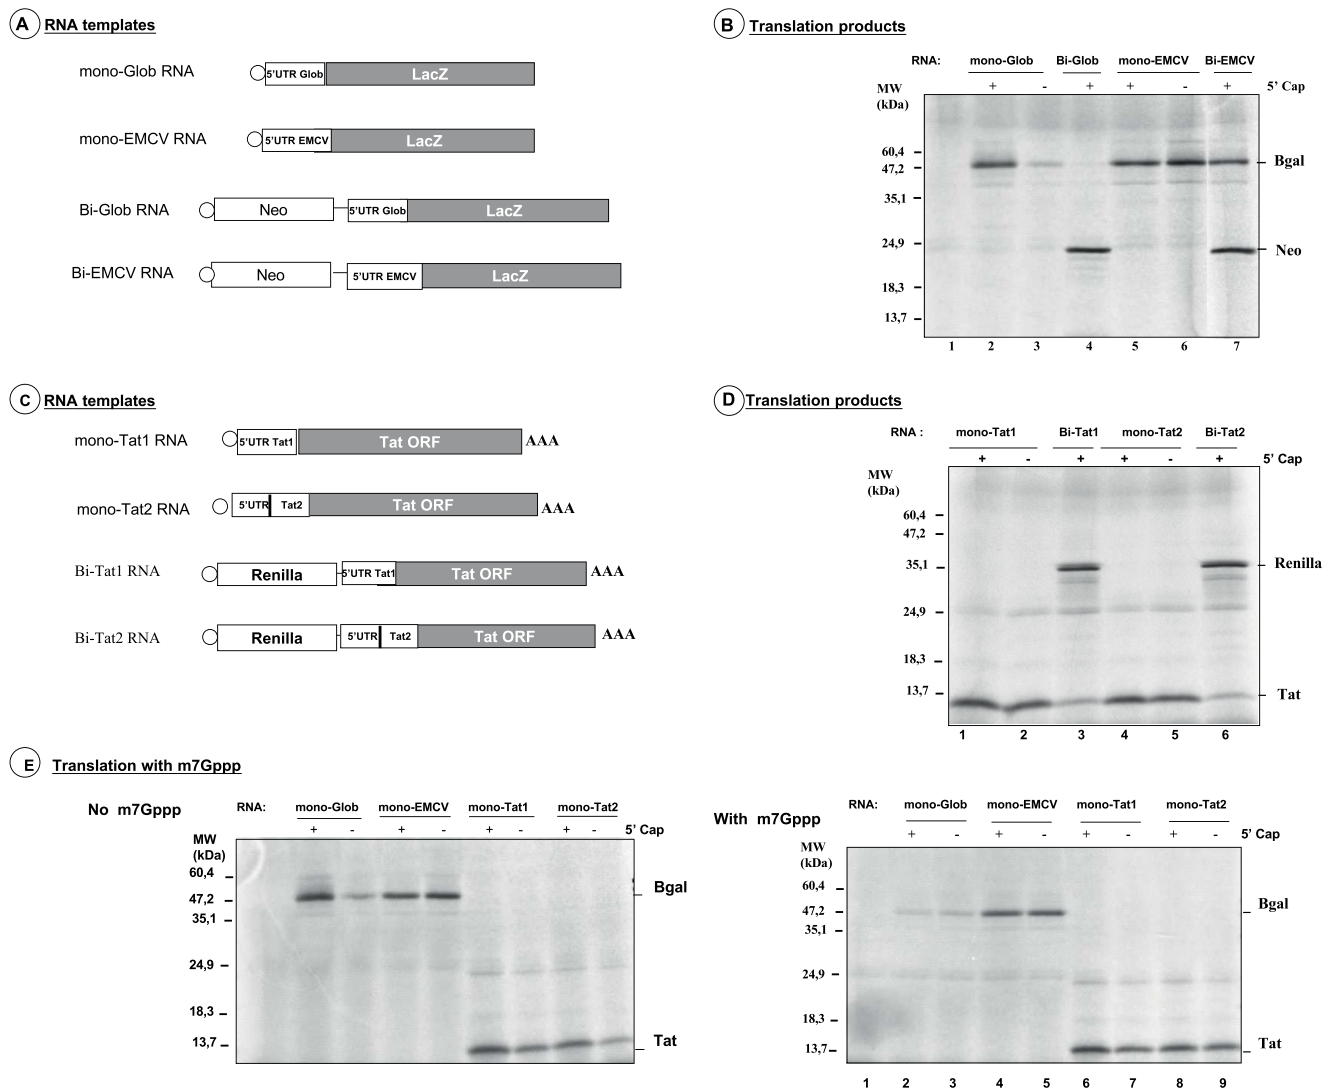 A RNA templates
mono-Glob RNA
5'UTR Glob
LacZ
mono-EMCV RNA
5'UTR EMCV
LacZ
Bi-Glob RNA
Neo
5'UTR Glob
LacZ
Bi-EMCV RNA
Neo
5'UTR EMCV
LacZ
B Translation products
RNA: mono-Glob Bi-Glob mono-EMCV Bi-EMCV
+ - + + - + 5' Cap
MW
(kDa)
60,4
47,2
35,1
24,9
18,3
13,7
Bgal
Neo
1 2 3 4 5 6 7
C RNA templates
mono-Tat1 RNA
5'UTR Tat1
Tat ORF
AAA
mono-Tat2 RNA
5'UTR Tat2
Tat ORF
AAA
Bi-Tat1 RNA
Renilla
5'UTR Tat1
Tat ORF
AAA
Bi-Tat2 RNA
Renilla
5'UTR Tat2
Tat ORF
AAA
D Translation products
RNA : mono-Tat1 Bi-Tat1 mono-Tat2 Bi-Tat2
+ - + + - + 5' Cap
MW
(kDa)
60,4
47,2
35,1
24,9
18,3
13,7
Renilla
Tat
1 2 3 4 5 6
E Translation with m7Gppp
No m7Gppp
RNA: mono-Glob mono-EMCV mono-Tat1 mono-Tat2
+ - + - + - + - 5' Cap
MW
(kDa)
60,4
47,2
35,1
24,9
18,3
13,7
Bgal
Tat
With m7Gppp
RNA: mono-Glob mono-EMCV mono-Tat1 mono-Tat2
+ - + - + - + - 5' Cap
MW
(kDa)
60,4
47,2
35,1
24,9
18,3
13,7
Bgal
Tat
1 2 3 4 5 6 7 8 9